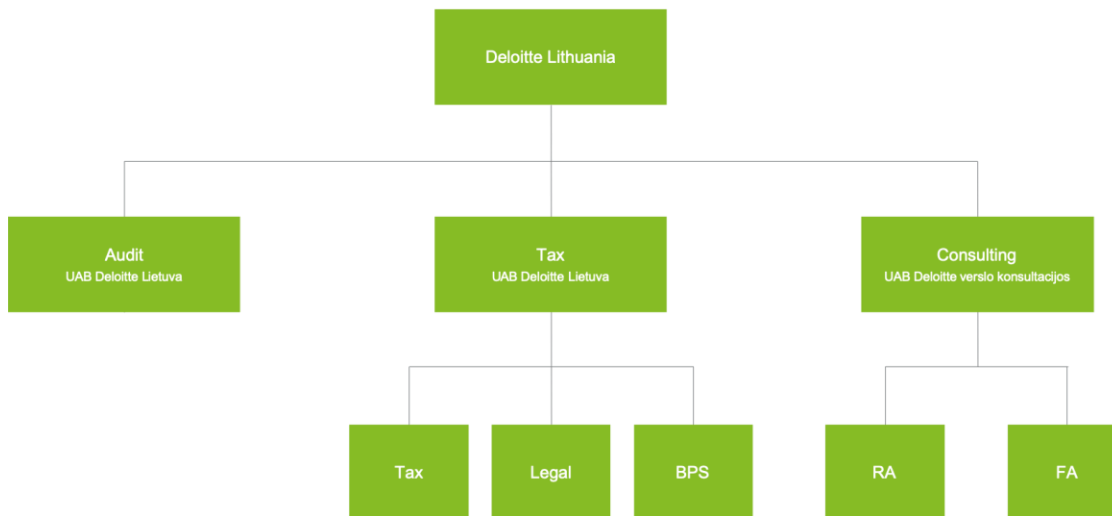 Deloitte Lithuania
Audit
UAB Deloitte Lietuva
Tax
UAB Deloitte Lietuva
Consulting
UAB Deloitte verslo konsultacijos
Tax
Legal
BPS
RA
FA